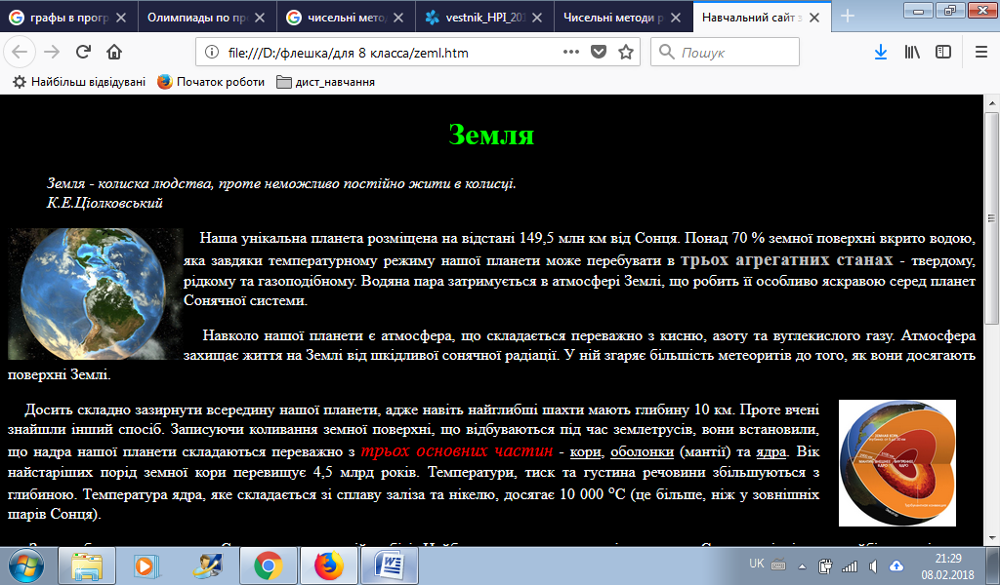 графы в прогр
Олимпиады по пр
чисельні мето
vestnik_HPI_20
Чисельні методи р
Навчальний сайт з
file:///D:/флешка/для 8 класса/zeml.htm
Пошук
Найбільш відвідувані
Початок роботи
дист_навчання
Земля
Земля - колиска людства, проте неможливо постійно жити в колисці.
К.Е.Ціолковський
Наша унікальна планета розміщена на відстані 149,5 млн км від Сонця. Понад 70 % земної поверхні вкрито водою,
яка завдяки температурному режиму нашої планети може перебувати в трьох агрегатних станах - твердому,
рідкому та газоподібному. Водяна пара затримується в атмосфері Землі, що робить її особливо яскравою серед планет
Сонячної системи.
Навколо нашої планети є атмосфера, що складається переважно з кисню, азоту та вуглекислого газу. Атмосфера
захищає життя на Землі від шкідливої сонячної радіації. У ній згаряє більшість метеоритів до того, як вони досягають
поверхні Землі.
Досить складно зазирнути всередину нашої планети, адже навіть найглибші шахти мають глибину 10 км. Проте вчені
знайшли інший спосіб. Записуючи коливання земної поверхні, що відбуваються під час землетрусів, вони встановили,
що надра нашої планети складаються переважно з трьох основних частин - кори, оболонки (мантії) та ядра. Вік
найстаріших порід земної кори перевищує 4,5 млрд років. Температури, тиск та густина речовини збільшуються з
глибиною. Температура ядра, яке складається зі сплаву заліза та нікелю, досягає 10 000 °С (це більше, ніж у зовнішніх
шарів Сонця).
UK
21:29
08.02.2018